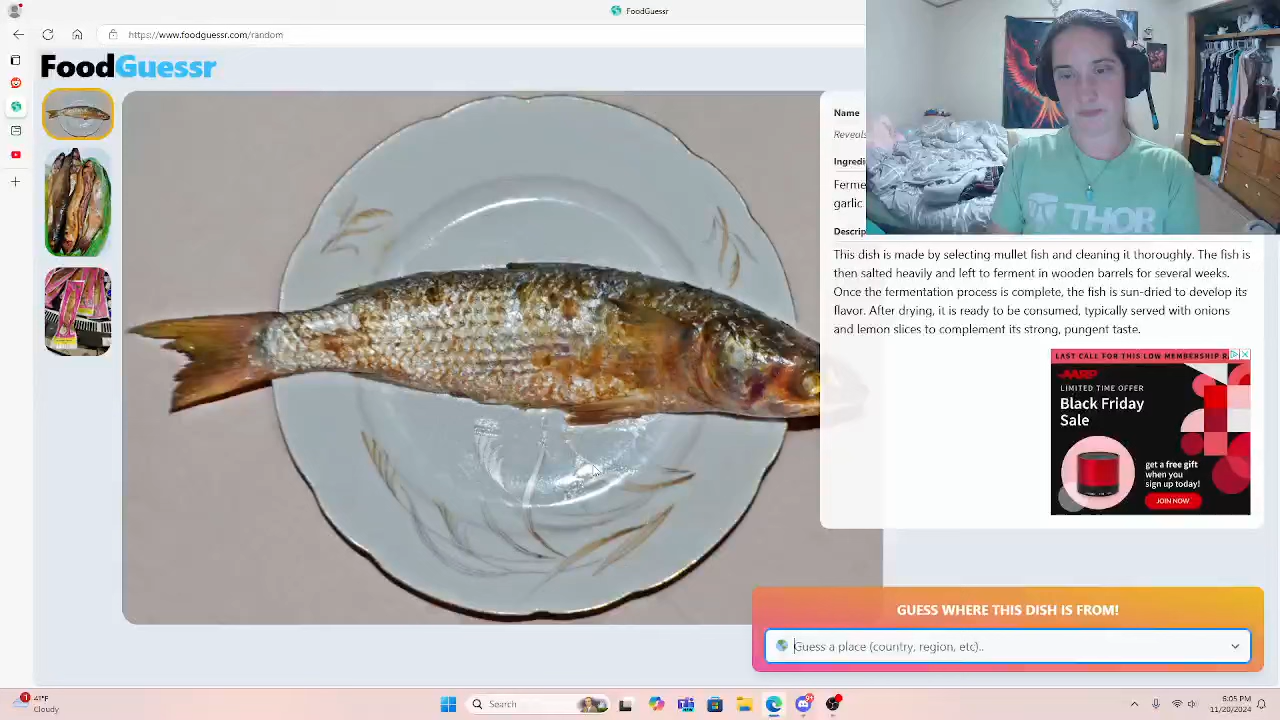 FoodGuessr
https://www.foodguessr.com/random
FoodGuessr
Name
Reveals
Ingredi
Ferme
garlic
Descrip
THOR
This dish is made by selecting mullet fish and cleaning it thoroughly. The fish is
then salted heavily and left to ferment in wooden barrels for several weeks.
Once the fermentation process is complete, the fish is sun-dried to develop its
flavor. After drying, it is ready to be consumed, typically served with onions
and lemon slices to complement its strong, pungent taste.
LAST CALL FOR THIS LOW MEMBERSHIP R
AARP
LIMITED TIME OFFER
Black Friday
Sale
get a free gift
when you
sign up today!
JOIN NOW
GUESS WHERE THIS DISH IS FROM!
Guess a place (country, region, etc)..
41°F
Cloudy
Search
6:05 PM
11/20/2024